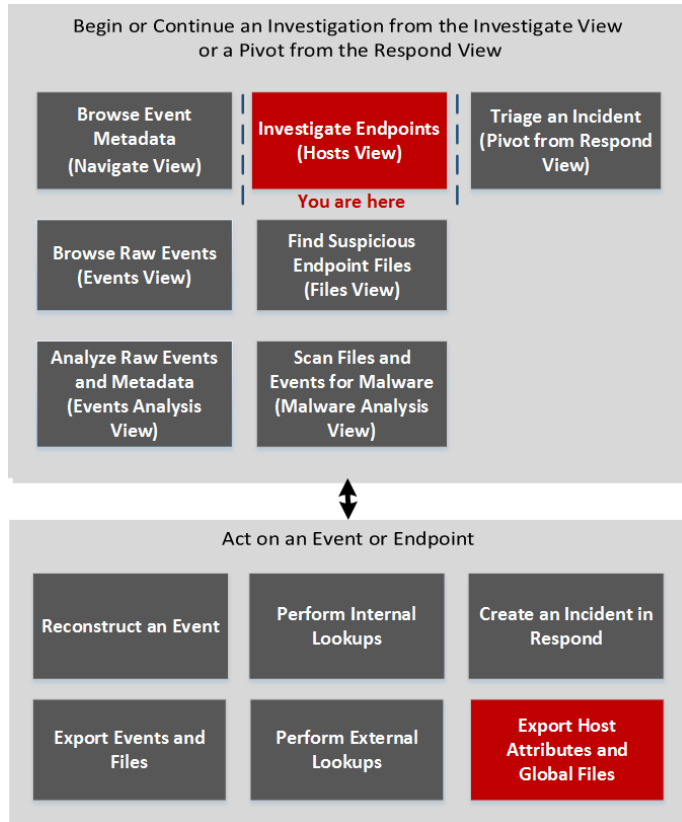 Begin or Continue an Investigation from the Investigate View
or a Pivot from the Respond View
Browse Event
Metadata
(Navigate View)
Investigate Endpoints
(Hosts View)
Triage an Incident
(Pivot from Respond
View)
You are here
Browse Raw Events
(Events View)
Find Suspicious
Endpoint Files
(Files View)
Analyze Raw Events
and Metadata
(Events Analysis
View)
Scan Files and
Events for Malware
(Malware Analysis
View)
Act on an Event or Endpoint
Reconstruct an Event
Perform Internal
Lookups
Create an Incident in
Respond
Export Events and
Files
Perform External
Lookups
Export Host
Attributes and
Global Files